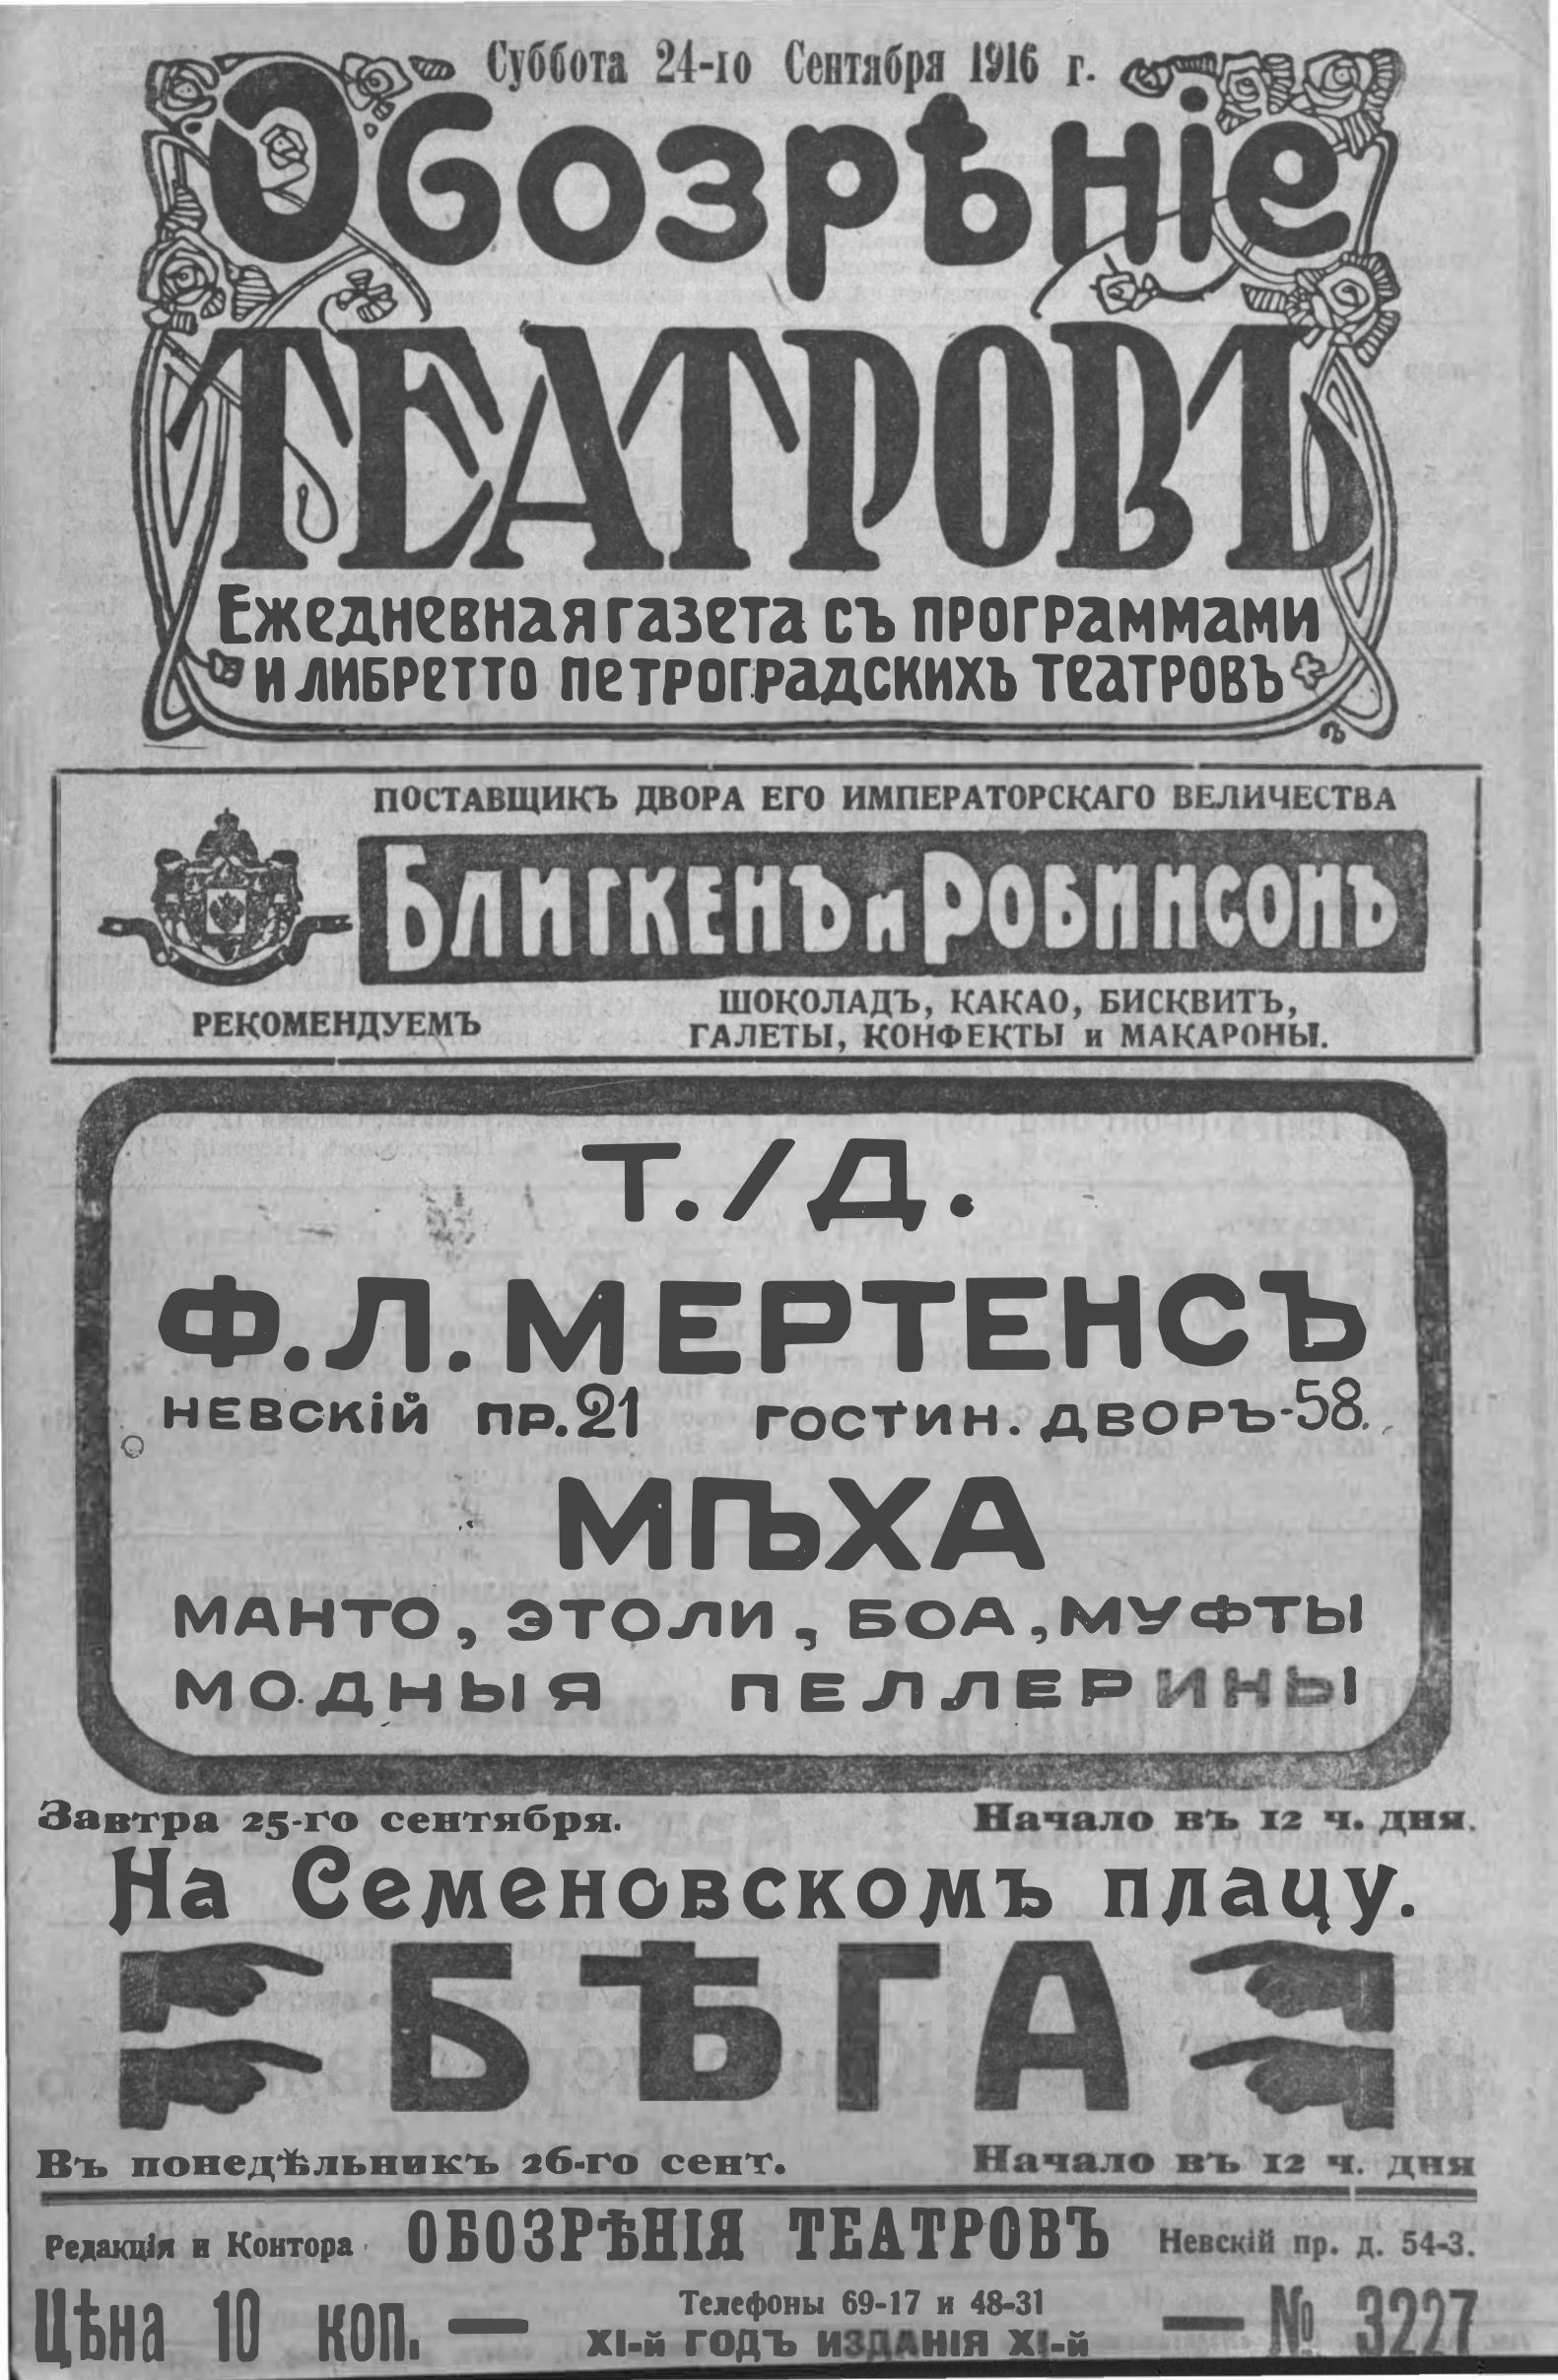 Суббота 24-го Сентября 1916 г.
Обозрѣніе
ТЕАТРОВЪ
Ежедневная газета съ программами
и либретто петроградскихъ театровъ
ПОСТАВЩИКЪ ДВОРА ЕГО ИМПЕРАТОРСКАГО ВЕЛИЧЕСТВА
БЛИГКЕНЪ и РОБИНСОНЪ
РЕКОМЕНДУЕМЪ
ШОКОЛАДЪ, КАКАО, БИСКВИТЪ,
ГАЛЕТЫ, КОНФЕКТЫ и МАКАРОНЫ.
Т./Д.
Ф.Л. МЕРТЕНСЪ
НЕВСКІЙ ПР. 21 ГОСТИН. ДВОРЪ-58.
МѢХА
МАНТО, ЭТОЛИ, БОА, МУФТЫ
МОДНЫЯ ПЕЛЛЕРИНЫ
Завтра 25-го сентября. Начало въ 12 ч. дня.
На Семеновскомъ плацу.
БѢГА
Въ понедѣльникъ 26-го сент. Начало въ 12 ч. дня
Редакція и Контора ОБОЗРѢНІЯ ТЕАТРОВЪ Невскій пр. д. 54-3.
Цѣна 10 коп. — Телефоны 69-17 и 48-31 — № 3227
XI-й ГОДЪ ИЗДАНІЯ XI-й